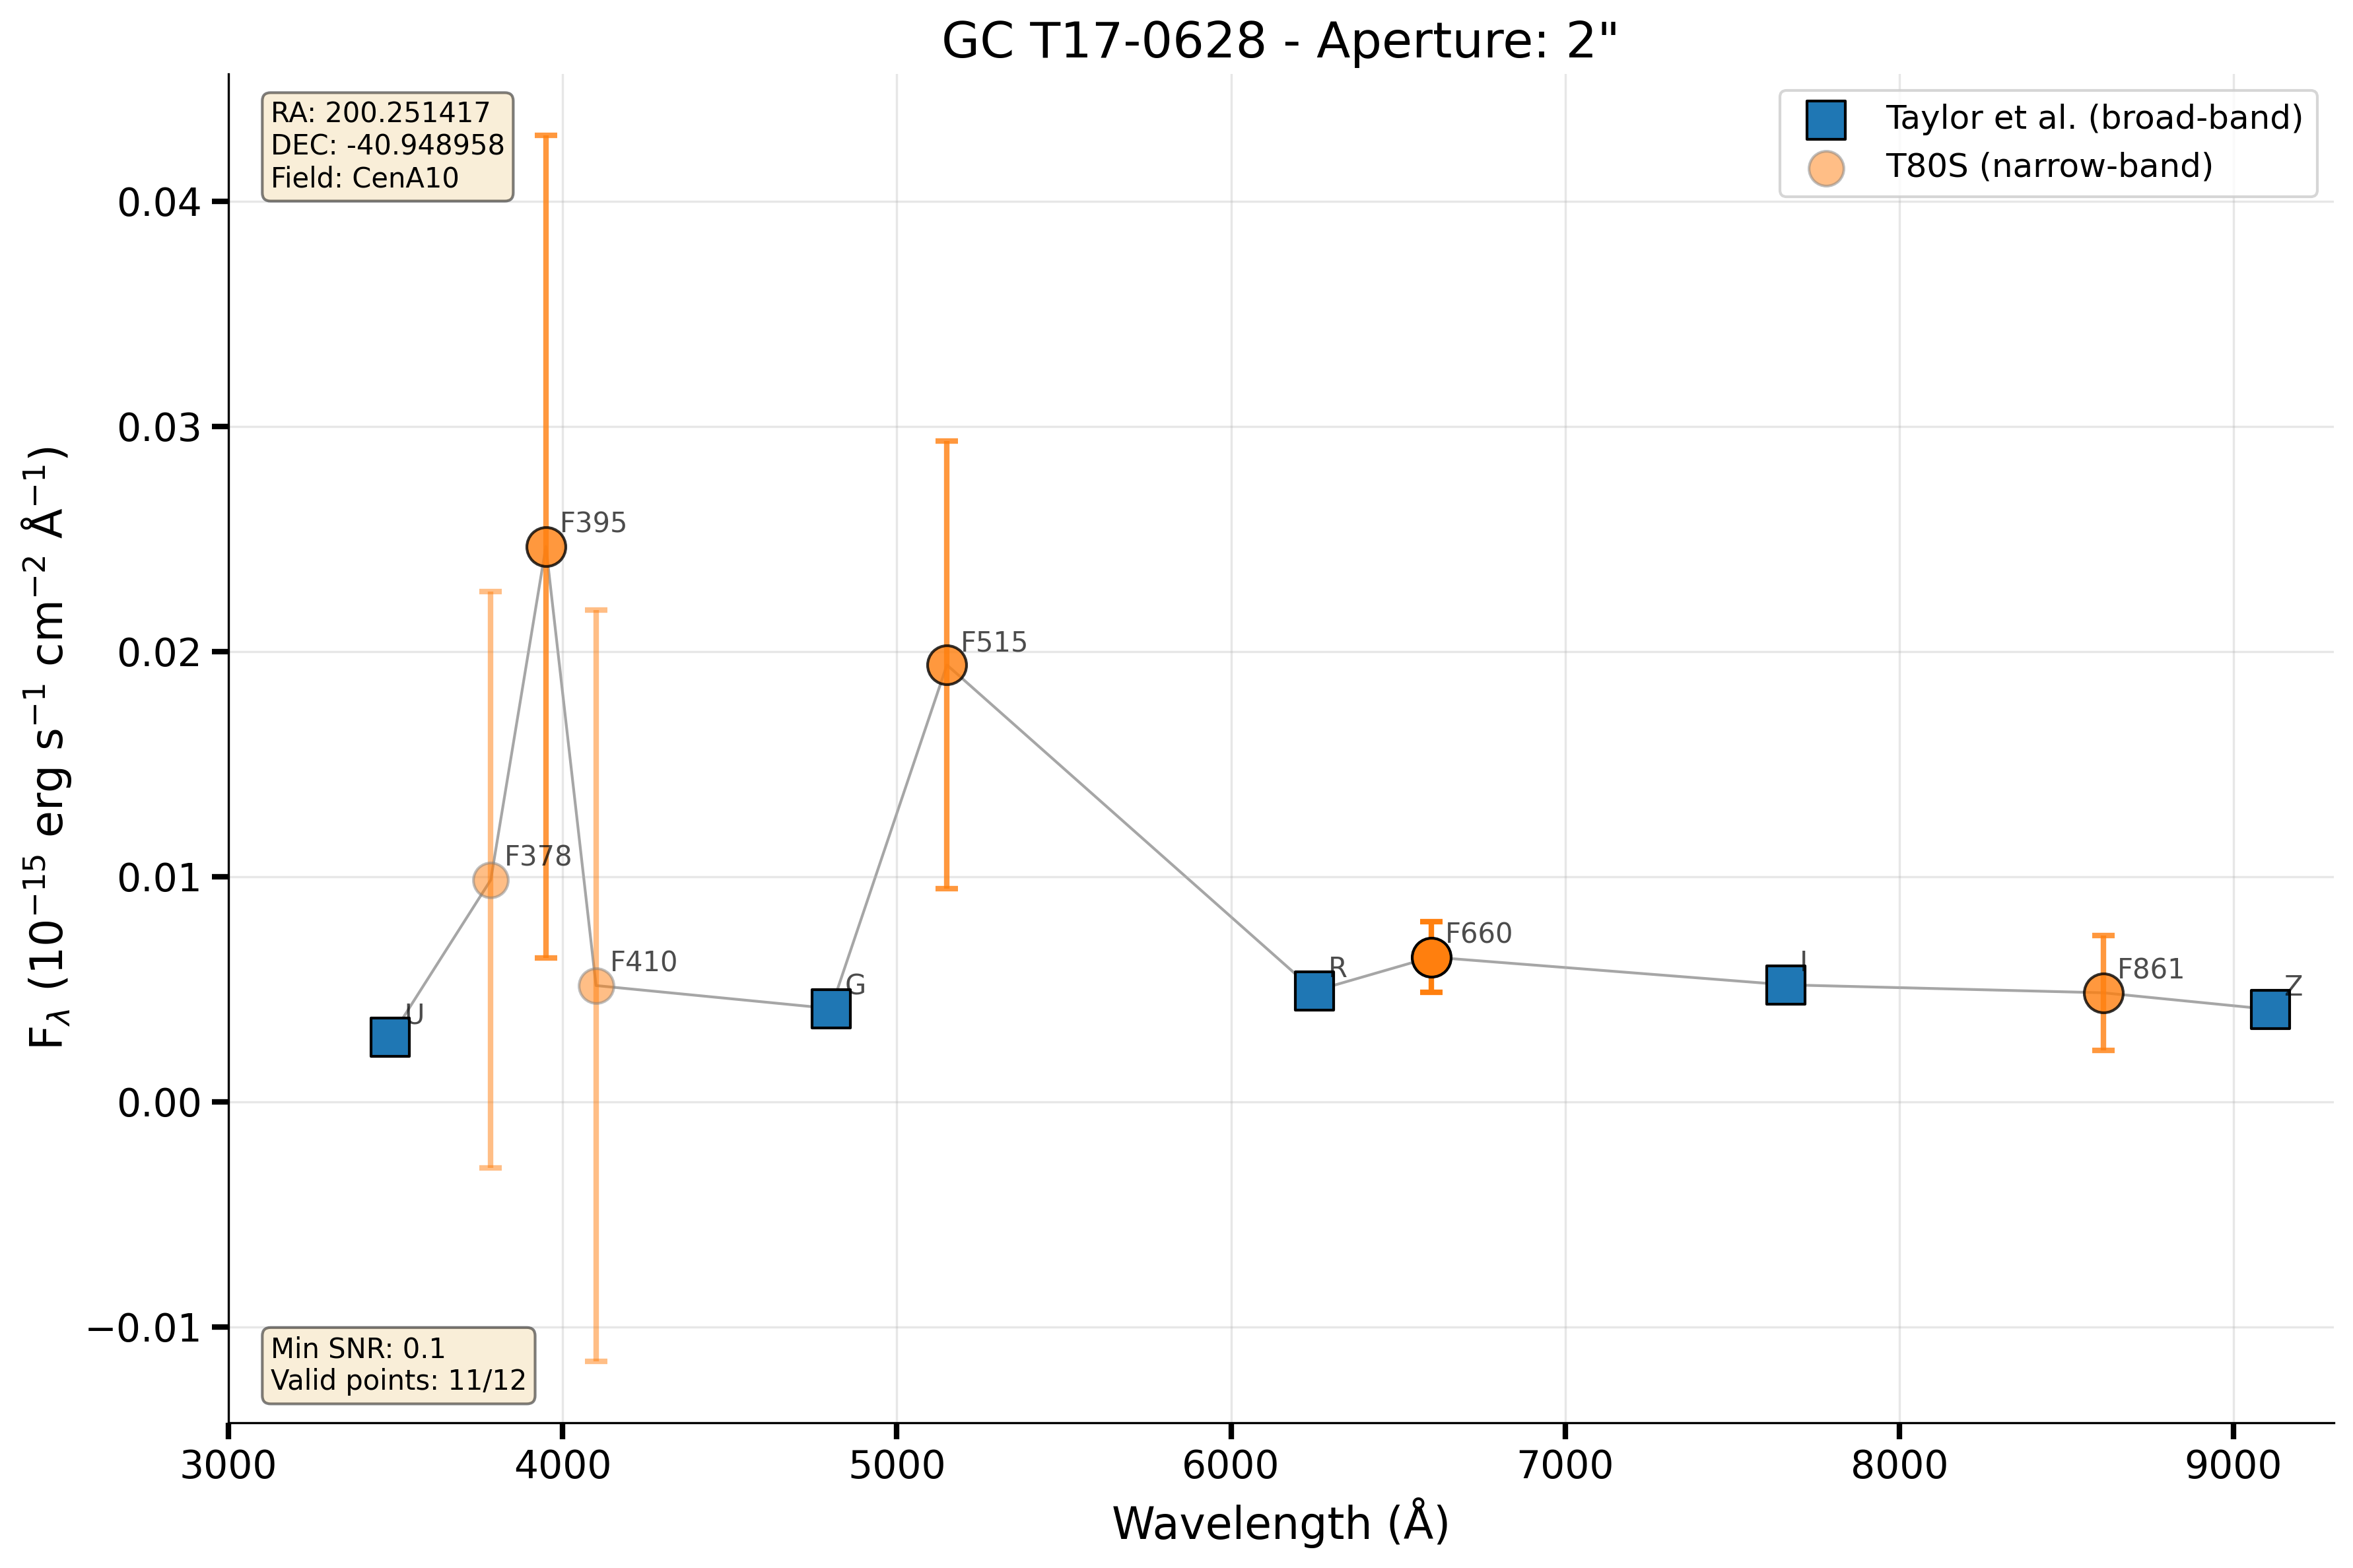 GC T17-0628 - Aperture: 2"
RA: 200.251417
DEC: -40.948958
Field: CenA10
Taylor et al. (broad-band)
T80S (narrow-band)
0.04
0.03
0.02
0.01
0.00
−0.01
F_λ (10⁻¹⁵ erg s⁻¹ cm⁻² Å⁻¹)
U
F378
F395
F410
G
F515
R
F660
I
F861
Z
Min SNR: 0.1
Valid points: 11/12
3000 4000 5000 6000 7000 8000 9000
Wavelength (Å)